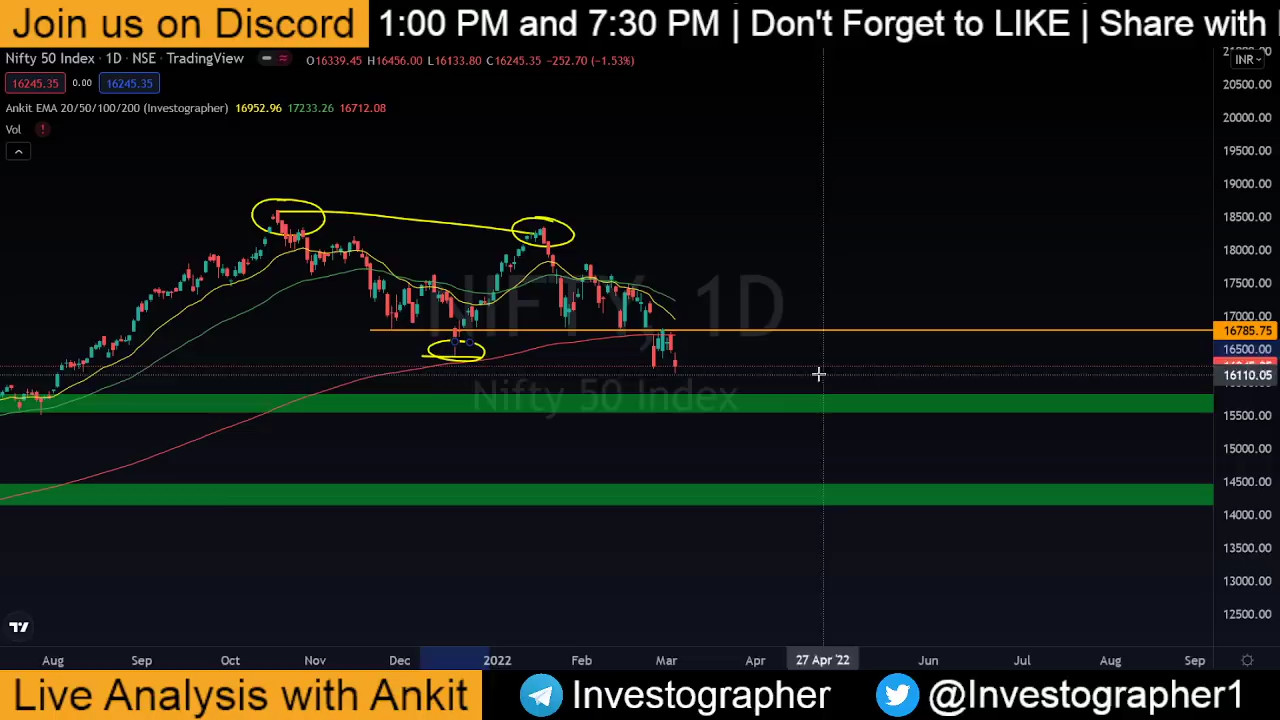 Join us on Discord
1:00 PM and 7:30 PM | Don't Forget to LIKE | Share with
Nifty 50 Index · 1D · NSE · TradingView O16339.45 H16456.00 L16133.80 C16245.35 −252.70 (−1.53%)
INR
16245.35 0.00 16245.35
Ankit EMA 20/50/100/200 (Investographer) 16952.96 17233.26 16712.08
Vol !
20500.00
20000.00
19500.00
19000.00
18500.00
18000.00
17500.00
17000.00
16785.75
16500.00
16110.05
15500.00
15000.00
14500.00
14000.00
13500.00
13000.00
12500.00
NIFTY, 1D
Nifty 50 Index
Aug Sep Oct Nov Dec 2022 Feb Mar Apr 27 Apr '22 Jun Jul Aug Sep
Live Analysis with Ankit
Investographer
@Investographer1